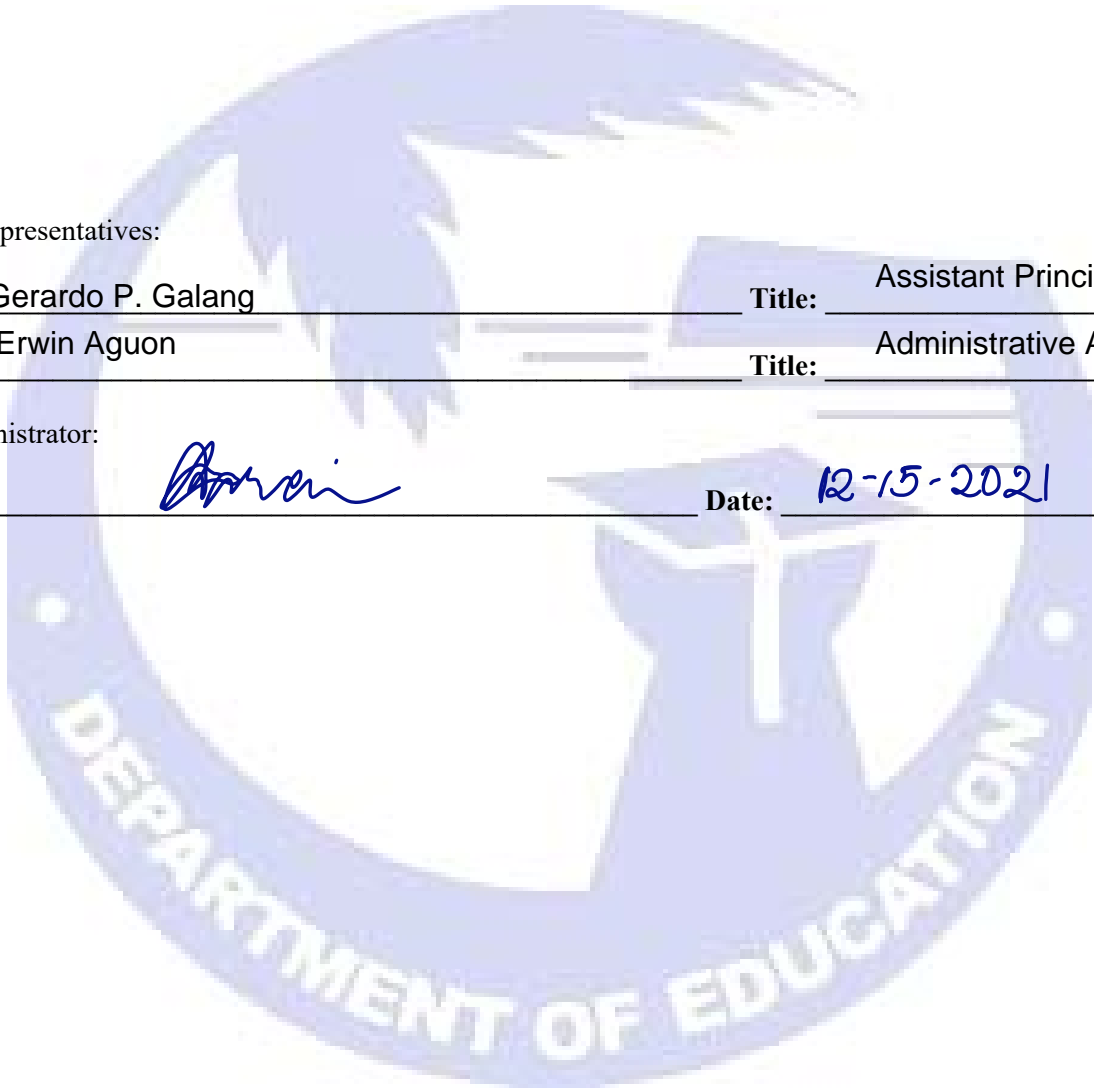 presentatives:
Gerardo P. Galang Title: Assistant Princi
Erwin Aguon Title: Administrative A
nistrator:
Date: 12-15-2021
DEPARTMENT OF EDUCATION